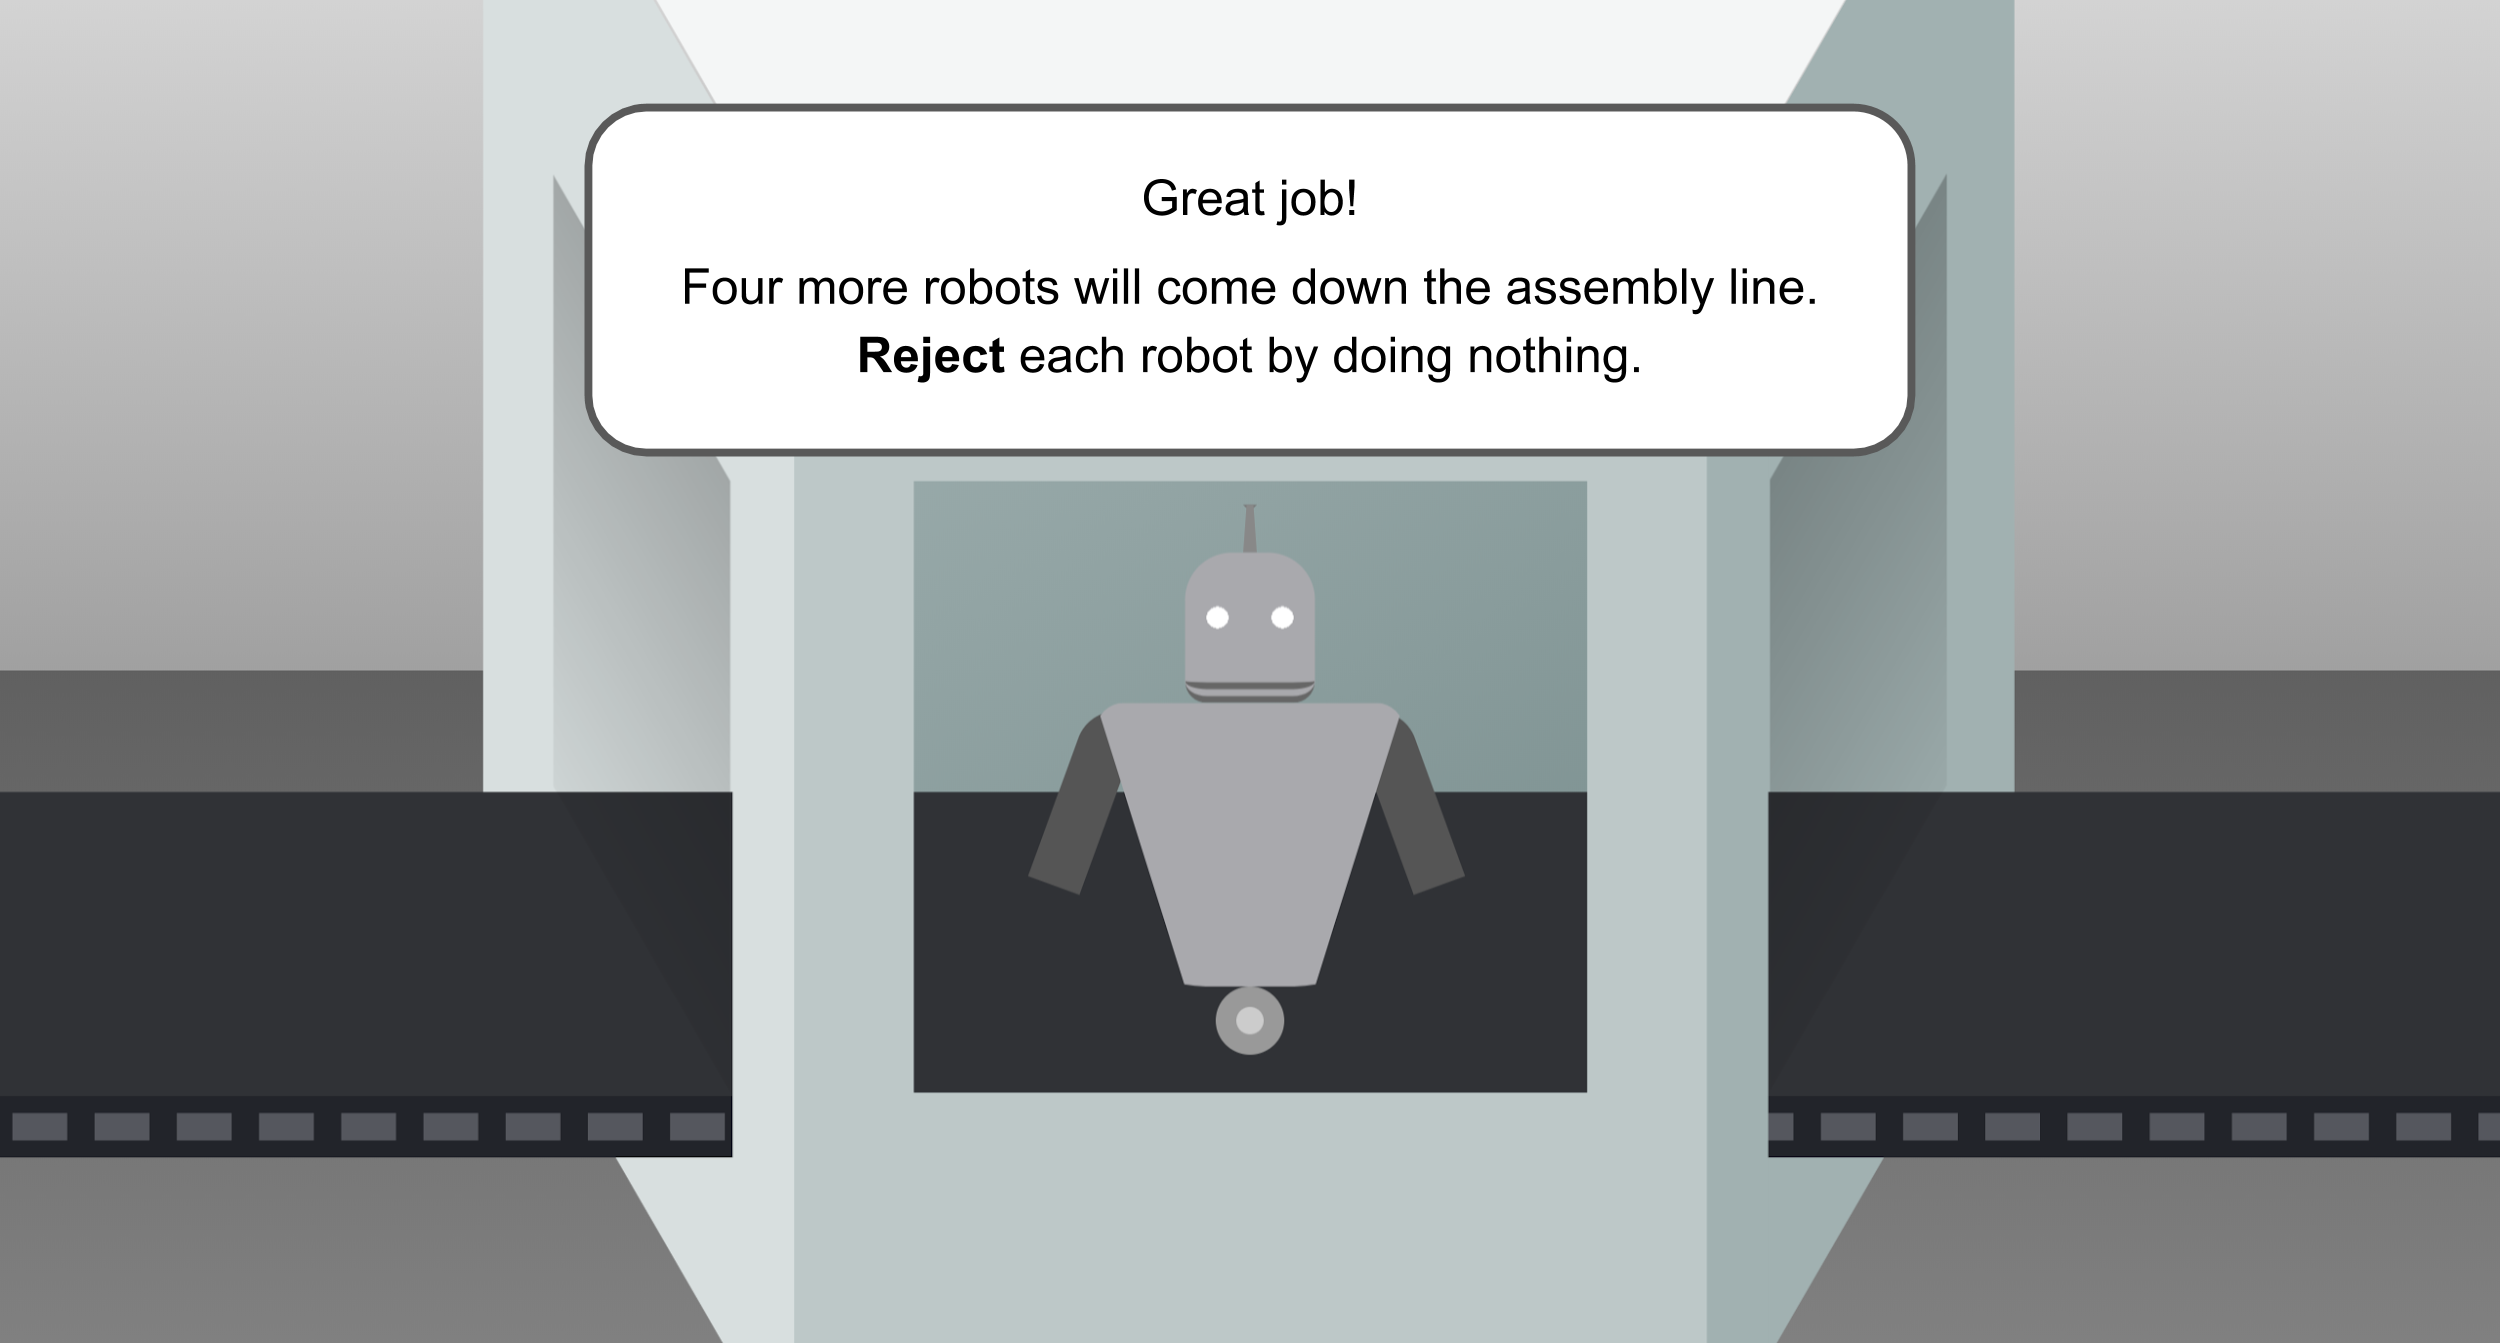 Great job!
Four more robots will come down the assembly line.
Reject each robot by doing nothing.